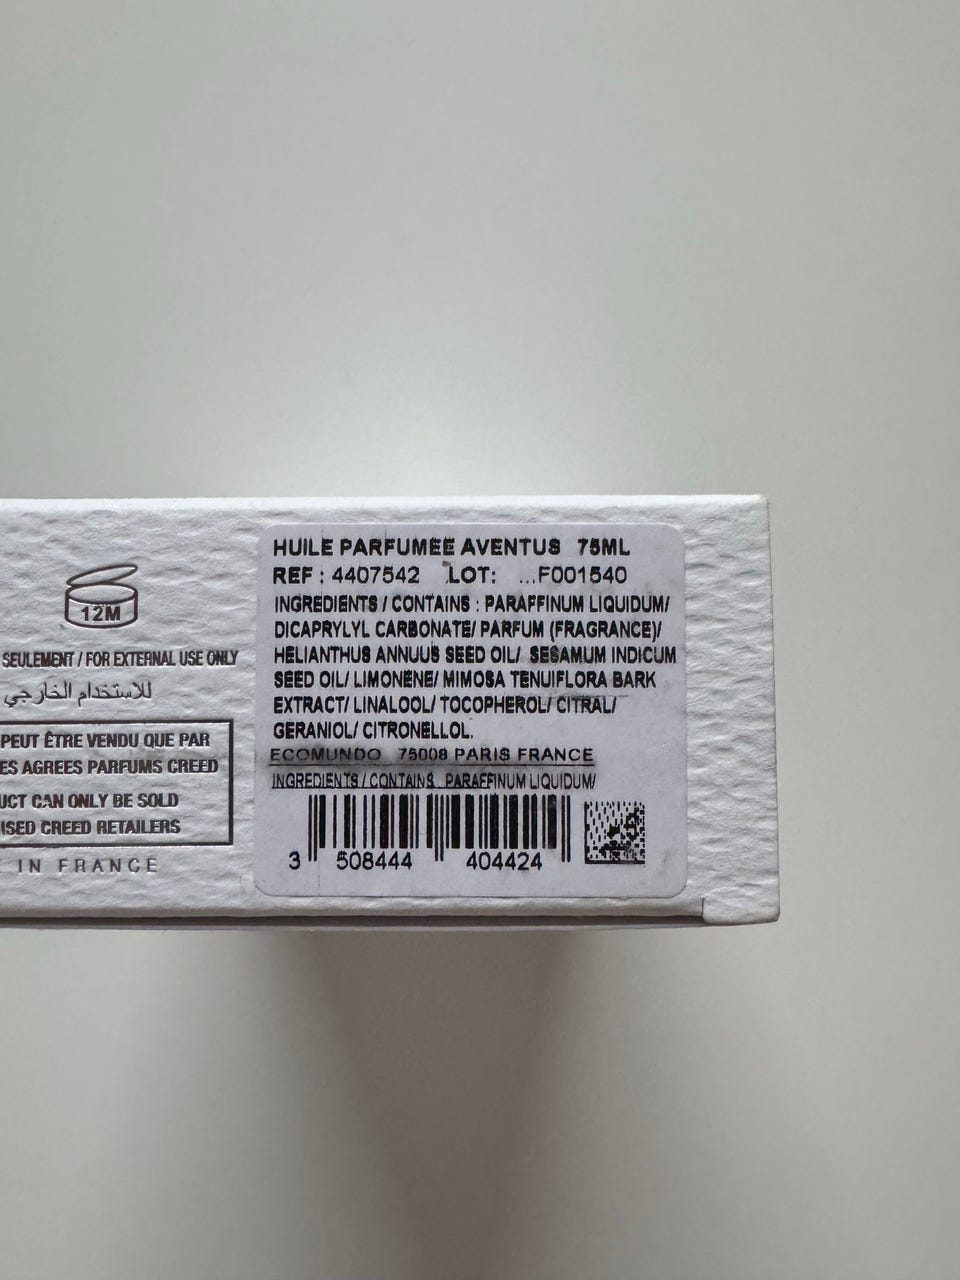 12M
SEULEMENT / FOR EXTERNAL USE ONLY
للاستخدام الخارجي
PEUT ÊTRE VENDU QUE PAR
ES AGREES PARFUMS CREED
UCT CAN ONLY BE SOLD
ISED CREED RETAILERS
IN FRANCE
HUILE PARFUMEE AVENTUS 75ML
REF : 4407542 LOT: ...F001540
INGREDIENTS / CONTAINS : PARAFFINUM LIQUIDUM/
DICAPRYLYL CARBONATE/ PARFUM (FRAGRANCE)/
HELIANTHUS ANNUUS SEED OIL/ SESAMUM INDICUM
SEED OIL/ LIMONENE/ MIMOSA TENUIFLORA BARK
EXTRACT/ LINALOOL/ TOCOPHEROL/ CITRAL/
GERANIOL/ CITRONELLOL.
ECOMUNDO 75008 PARIS FRANCE
INGREDIENTS / CONTAINS PARAFFINUM LIQUIDUM/
3 508444 404424